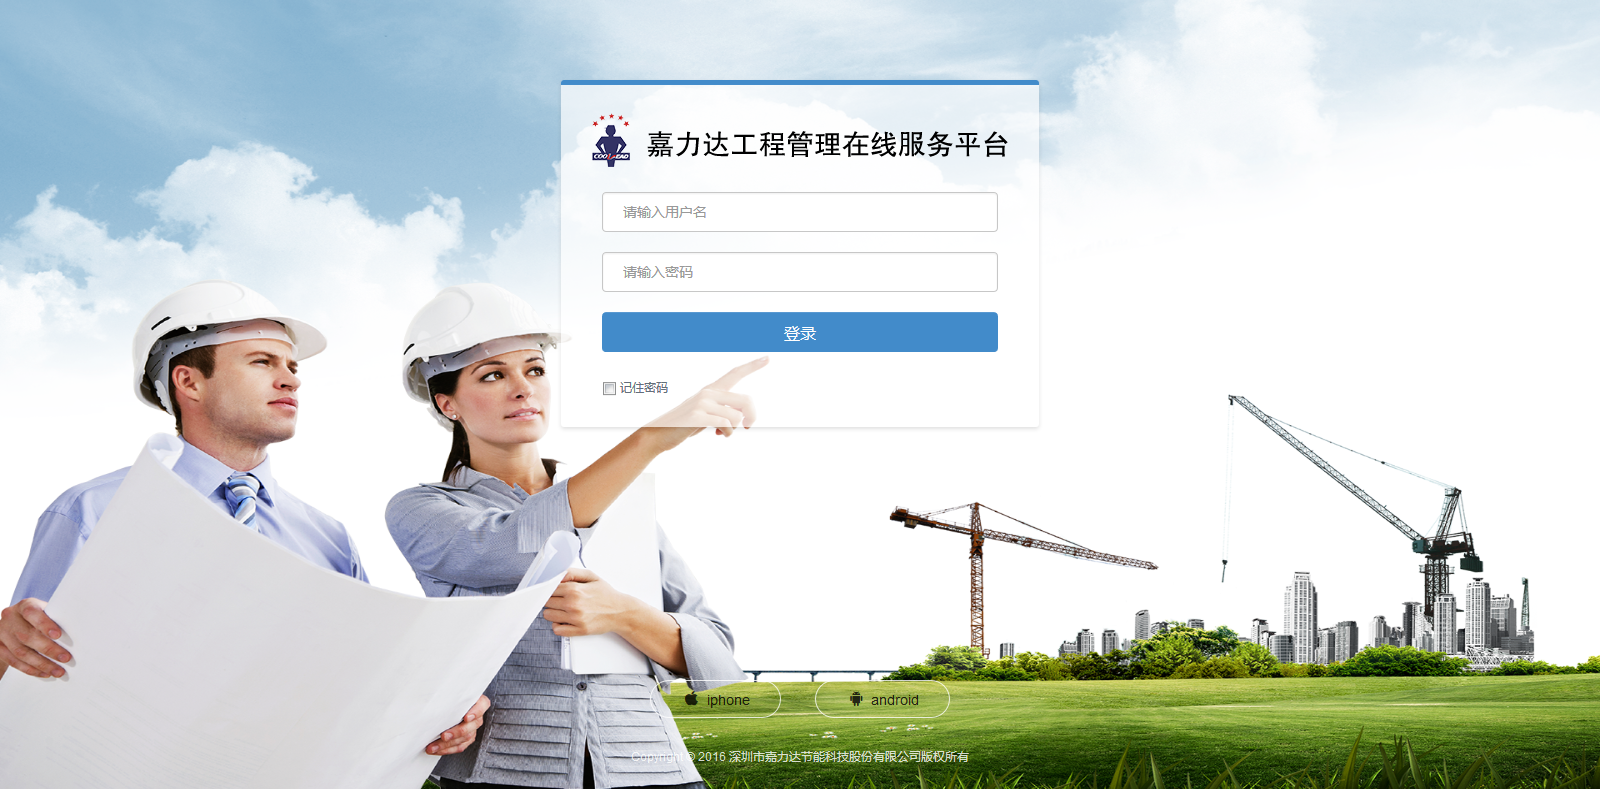 COOLEAD
嘉力达工程管理在线服务平台
请输入用户名
请输入密码
登录
记住密码
iphone
android
Copyright © 2016 深圳市嘉力达节能科技股份有限公司版权所有